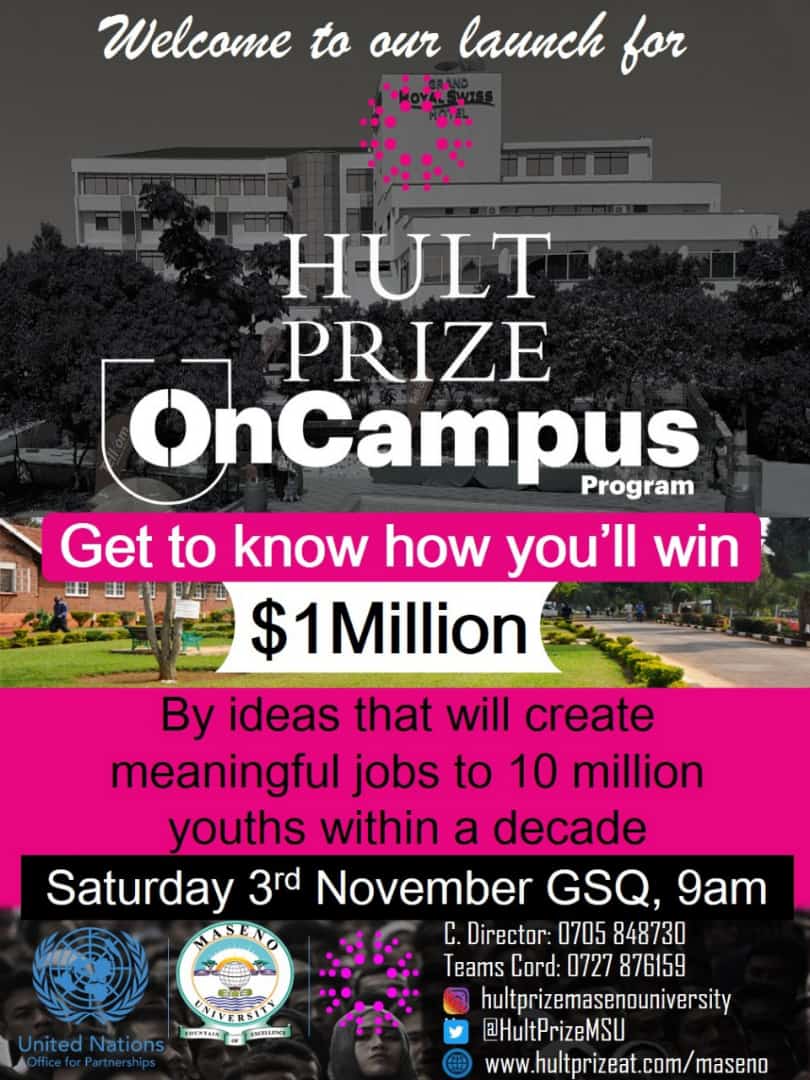 Welcome to our launch for
GRAND
ROYAL SWISS
HOTEL
HULT
PRIZE
OnCampus
Program
Get to know how you'll win
$1Million
By ideas that will create
meaningful jobs to 10 million
youths within a decade
Saturday 3rd November GSQ, 9am
C. Director: 0705 848730
Teams Cord: 0727 876159
hultprizemasenouniversity
@HultPrizeMSU
www.hultprizeat.com/maseno
United Nations
Office for Partnerships
MASENO
UNIVERSITY
FOUNTAIN OF EXCELLENCE